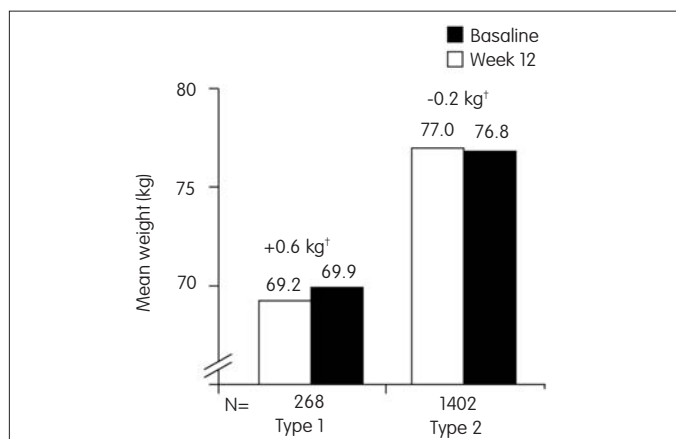 Basaline
Week 12
80
-0.2 kg†
77.0 76.8
75
+0.6 kg†
69.2 69.9
70
Mean weight (kg)
N= 268 1402
Type 1 Type 2